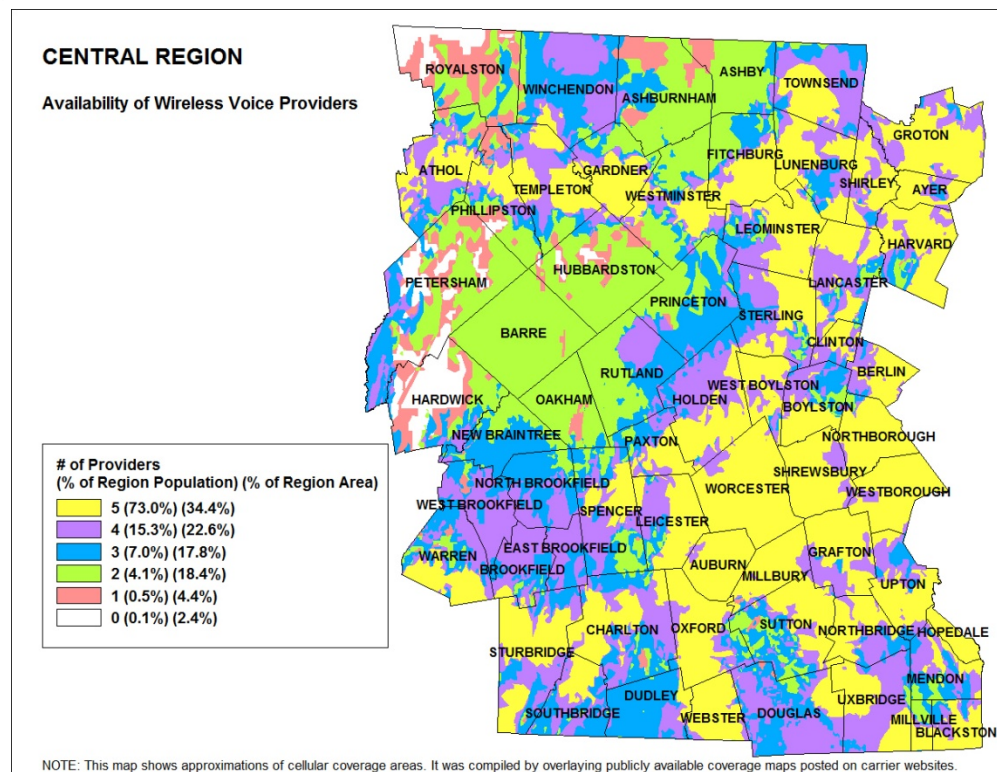 CENTRAL REGION
Availability of Wireless Voice Providers
ROYALSTON
WINCHENDON
ASHBURNHAM
ASHBY
TOWNSEND
GROTON
FITCHBURG
LUNENBURG
SHIRLEY
AYER
ATHOL
GARDNER
TEMPLETON
WESTMINSTER
PHILLIPSTON
LEOMINSTER
HARVARD
PETERSHAM
HUBBARDSTON
LANCASTER
PRINCETON
STERLING
BARRE
CLINTON
BERLIN
RUTLAND
WEST BOYLSTON
HARDWICK
OAKHAM
HOLDEN
BOYLSTON
NEW BRAINTREE
PAXTON
NORTHBOROUGH
SHREWSBURY
NORTH BROOKFIELD
WORCESTER
WESTBOROUGH
WEST BROOKFIELD
SPENCER
LEICESTER
EAST BROOKFIELD
GRAFTON
WARREN
BROOKFIELD
AUBURN
MILLBURY
UPTON
CHARLTON
OXFORD
SUTTON
NORTHBRIDGE
HOPEDALE
STURBRIDGE
MENDON
DUDLEY
UXBRIDGE
SOUTHBRIDGE
WEBSTER
DOUGLAS
MILLVILLE
BLACKSTON
# of Providers
(% of Region Population) (% of Region Area)
5 (73.0%) (34.4%)
4 (15.3%) (22.6%)
3 (7.0%) (17.8%)
2 (4.1%) (18.4%)
1 (0.5%) (4.4%)
0 (0.1%) (2.4%)
NOTE: This map shows approximations of cellular coverage areas. It was compiled by overlaying publicly available coverage maps posted on carrier websites.